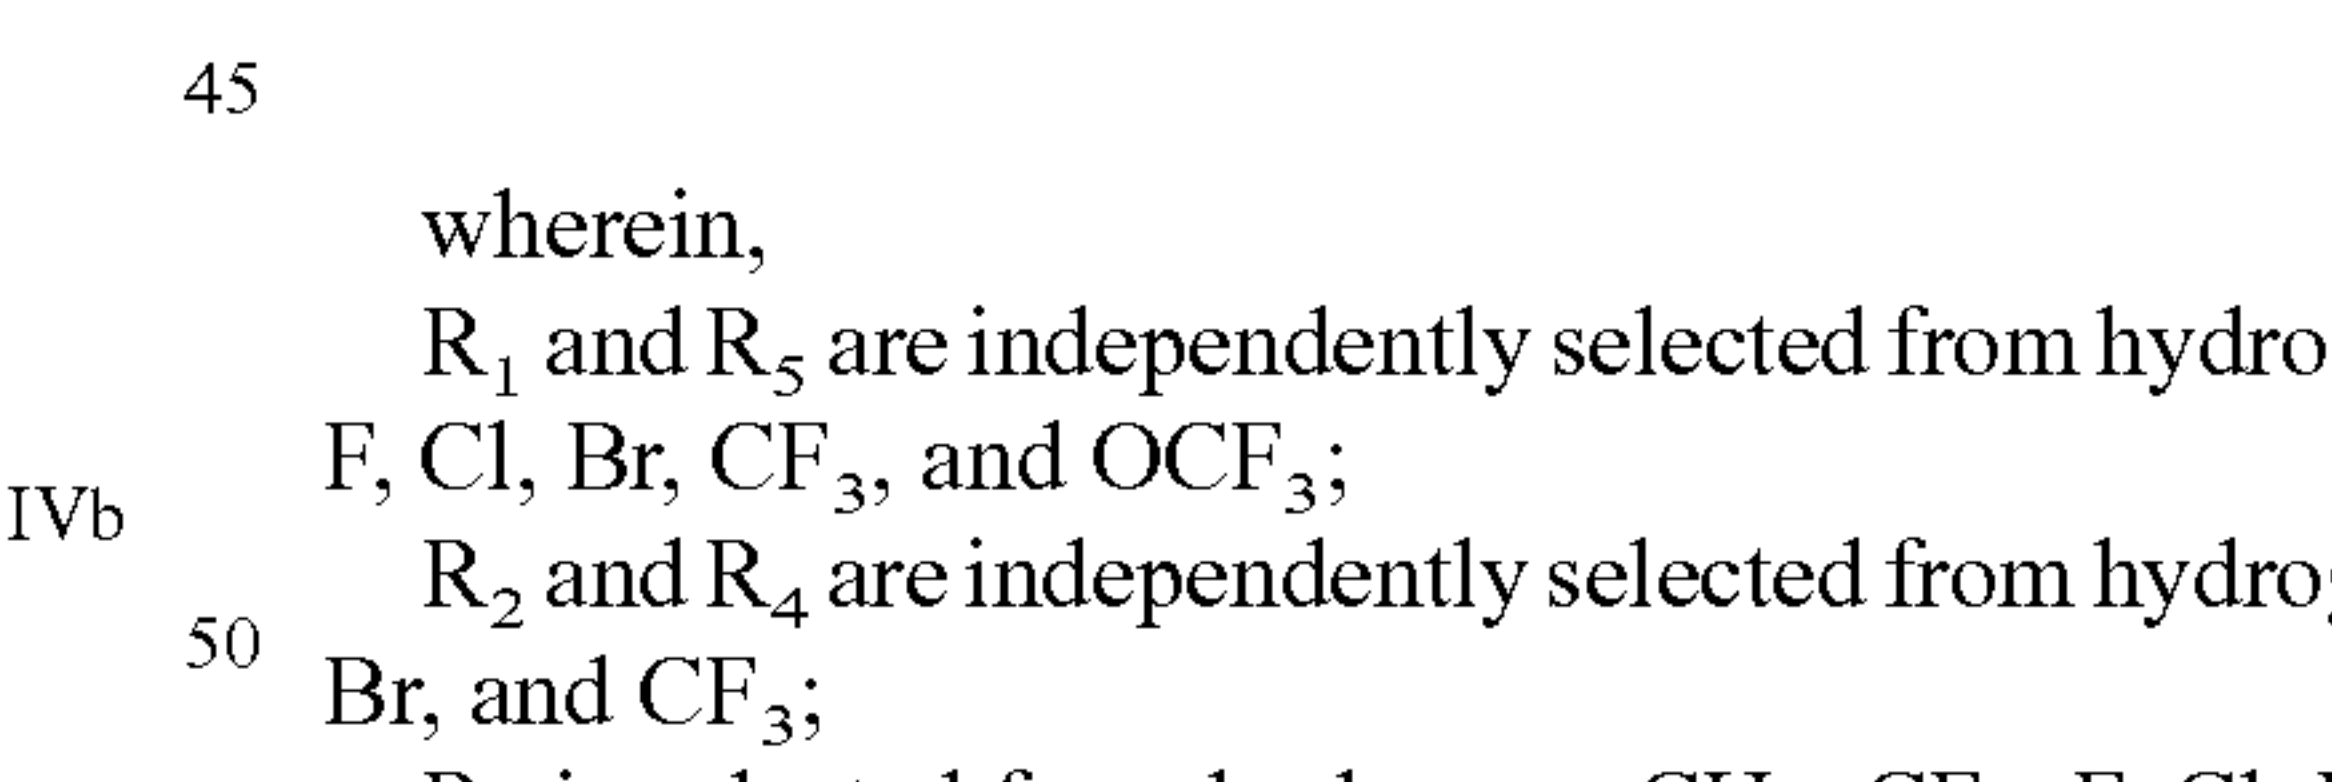 45
wherein,
R₁ and R₅ are independently selected from hydro
F, Cl, Br, CF₃, and OCF₃;
IVb
R₂ and R₄ are independently selected from hydro
50
Br, and CF₃;